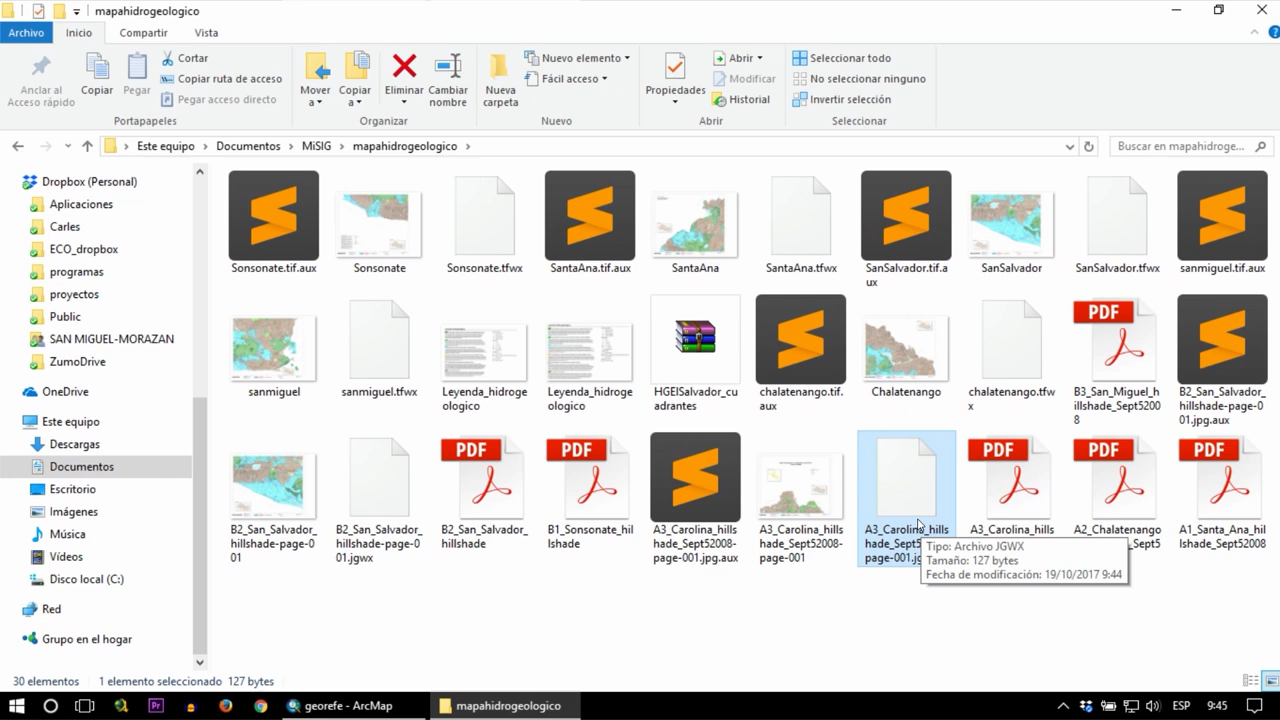 mapahidrogeologico
Archivo
Inicio
Compartir
Vista
Anclar al
Acceso rápido
Copiar
Pegar
Cortar
Copiar ruta de acceso
Pegar acceso directo
Portapapeles
Mover
a
Copiar
a
Eliminar
Cambiar
nombre
Organizar
Nueva
carpeta
Nuevo elemento
Fácil acceso
Nuevo
Propiedades
Abrir
Modificar
Historial
Abrir
Seleccionar todo
No seleccionar ninguno
Invertir selección
Seleccionar
Este equipo
Documentos
MiSIG
mapahidrogeologico
Buscar en mapahidroge...
Dropbox (Personal)
Aplicaciones
Carles
ECO_dropbox
programas
proyectos
Public
SAN MIGUEL-MORAZAN
ZumoDrive
OneDrive
Este equipo
Descargas
Documentos
Escritorio
Imágenes
Música
Vídeos
Disco local (C:)
Red
Grupo en el hogar
Sonsonate.tif.aux
Sonsonate
Sonsonate.tfwx
SantaAna.tif.aux
SantaAna
SantaAna.tfwx
SanSalvador.tif.a
ux
SanSalvador
SanSalvador.tfwx
sanmiguel.tif.aux
sanmiguel
sanmiguel.tfwx
Leyenda_hidroge
ologico
Leyenda_hidroge
ologico
HGElSalvador_cu
adrantes
chalatenango.tif.
aux
Chalatenango
chalatenango.tfw
x
PDF
B3_San_Miguel_h
illshade_Sept5200
8
B2_San_Salvador_
hillshade-page-0
01.jpg.aux
B2_San_Salvador_
hillshade-page-0
01
B2_San_Salvador_
hillshade-page-0
01.jgwx
PDF
B2_San_Salvador_
hillshade
PDF
B1_Sonsonate_hil
lshade
A3_Carolina_hills
hade_Sept52008-
page-001.jpg.aux
A3_Carolina_hills
hade_Sept52008-
page-001
A3_Carolina_hills
hade_Sept5
page-001.jg
PDF
A3_Carolina_hills
PDF
A2_Chalatenango
_Sept5
PDF
A1_Santa_Ana_hi
llshade_Sept52008
Tipo: Archivo JGWX
Tamaño: 127 bytes
Fecha de modificación: 19/10/2017 9:44
30 elementos
1 elemento seleccionado 127 bytes
Pr
georefe - ArcMap
mapahidrogeologico
ESP
9:45